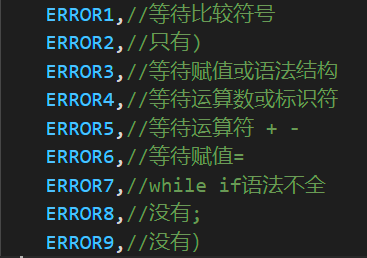 ERROR1,//等待比较符号
ERROR2,//只有)
ERROR3,//等待赋值或语法结构
ERROR4,//等待运算数或标识符
ERROR5,//等待运算符 + -
ERROR6,//等待赋值=
ERROR7,//while if语法不全
ERROR8,//没有;
ERROR9,//没有)